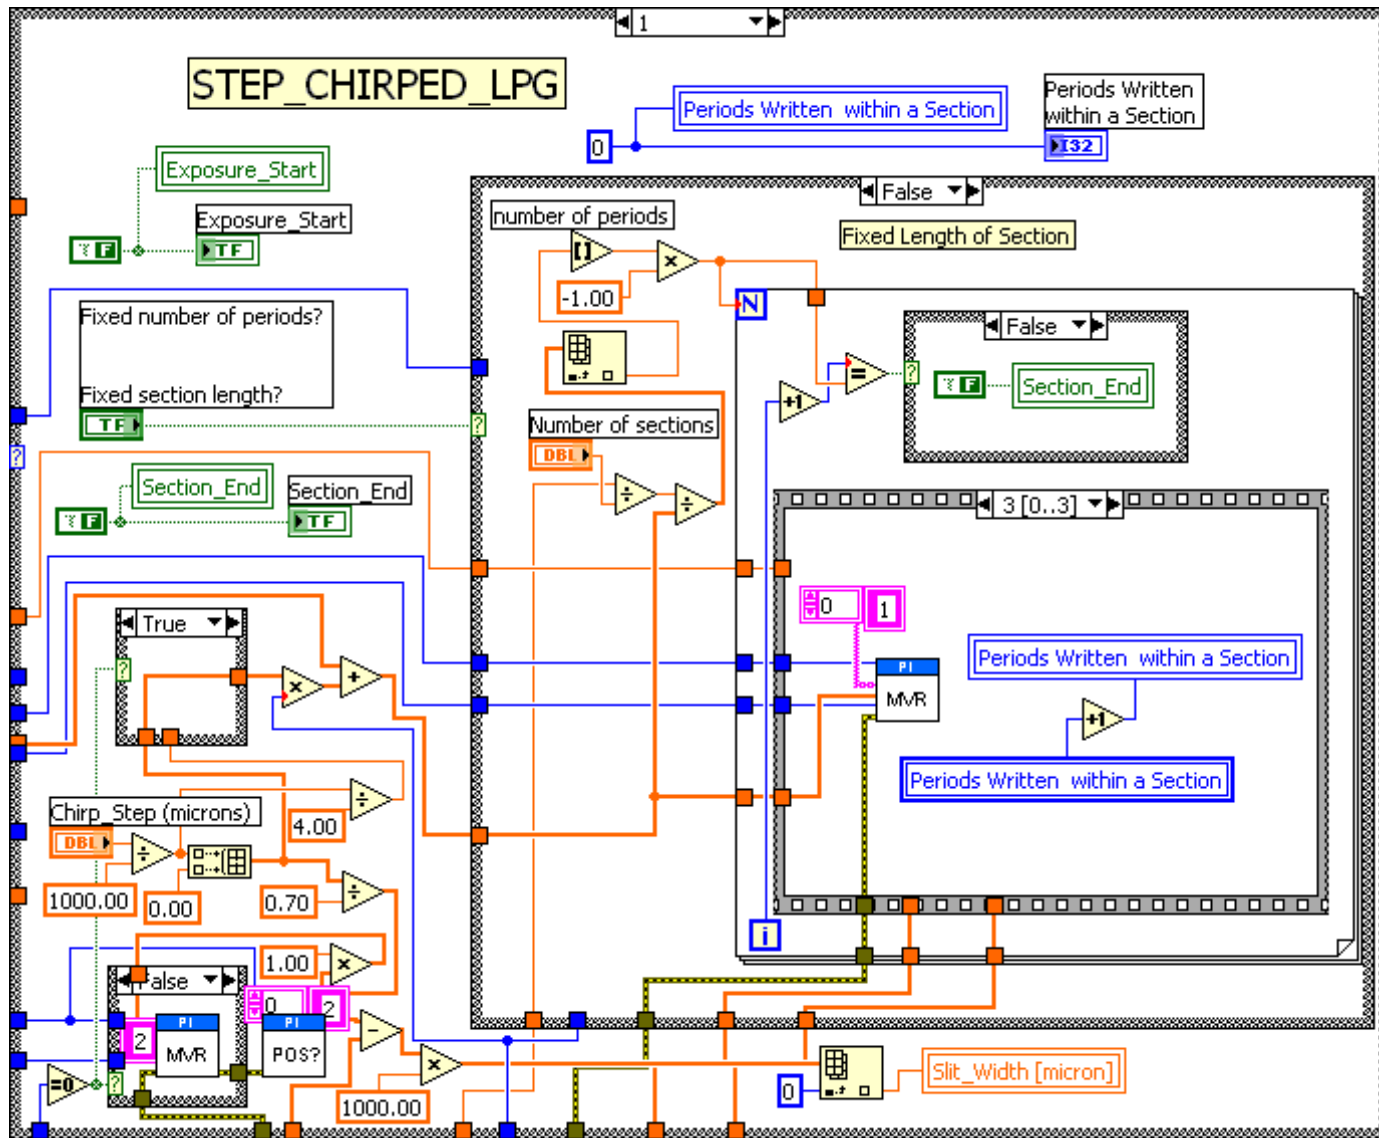 1
STEP_CHIRPED_LPG
Periods Written  within a Section
Periods Written
within a Section
0
I32
Exposure_Start
Exposure_Start
F
TF
False
number of periods
Fixed Length of Section
-1.00
N
Fixed number of periods?
Fixed section length?
TF
False
F
Section_End
+1
=
Number of sections
DBL
Section_End
Section_End
F
TF
3 [0..3]
True
0
1
PI
MVR
Periods Written  within a Section
+1
Periods Written  within a Section
Chirp_Step (microns)
DBL
4.00
1000.00
0.00
0.70
1.00
i
False
0
2
2
PI
MVR
PI
POS?
=0
1000.00
0
Slit_Width [micron]